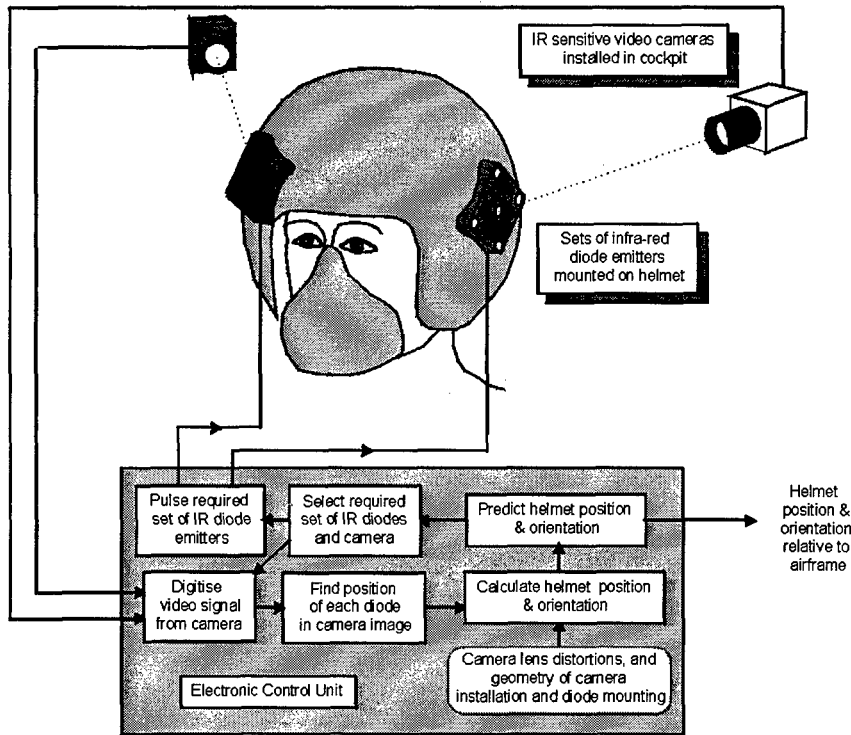 IR sensitive video cameras
installed in cockpit
Sets of infra-red
diode emitters
mounted on helmet
Pulse required
set of IR diode
emitters
Select required
set of IR diodes
and camera
Predict helmet position
& orientation
Helmet
position &
orientation
relative to
airframe
Digitise
video signal
from camera
Find position
of each diode
in camera image
Calculate helmet position
& orientation
Camera lens distortions, and
geometry of camera
installation and diode mounting
Electronic Control Unit